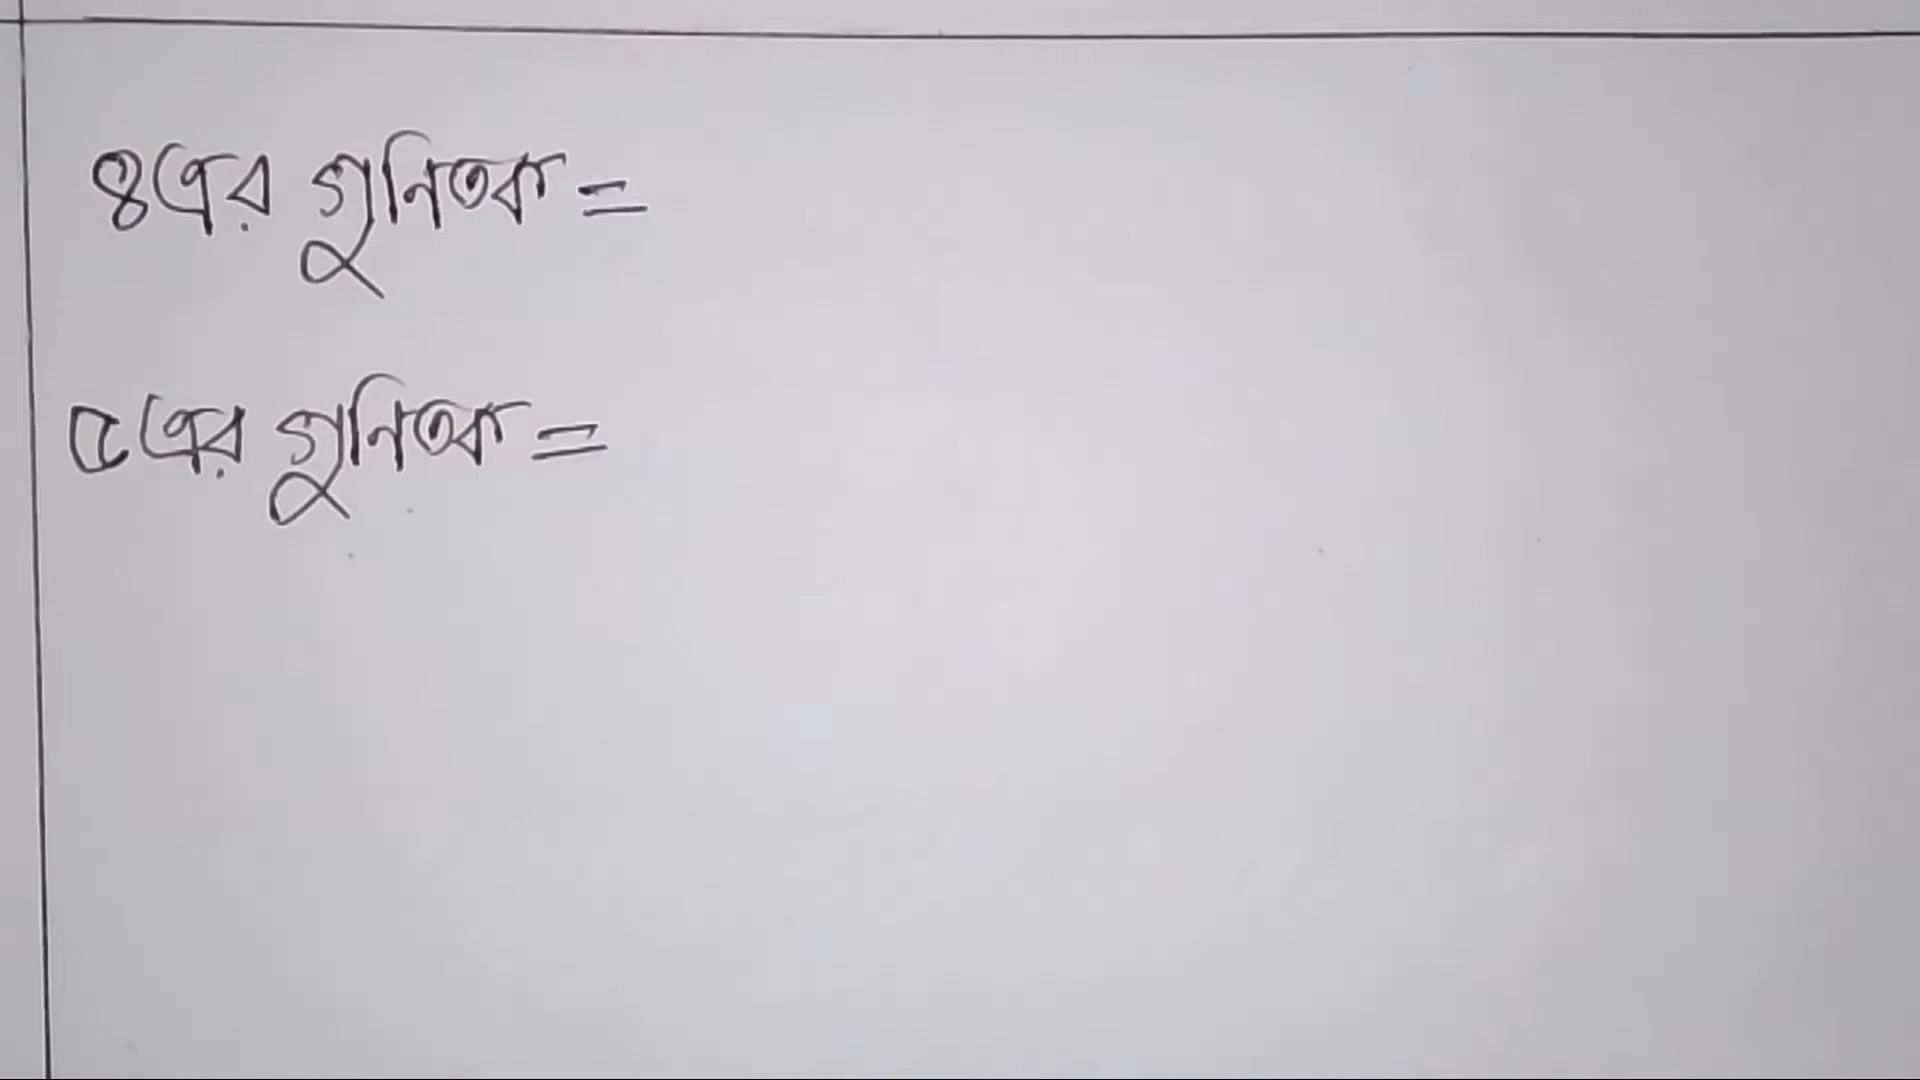 ৪এর গুনিতক =
৫এর গুনিতক =